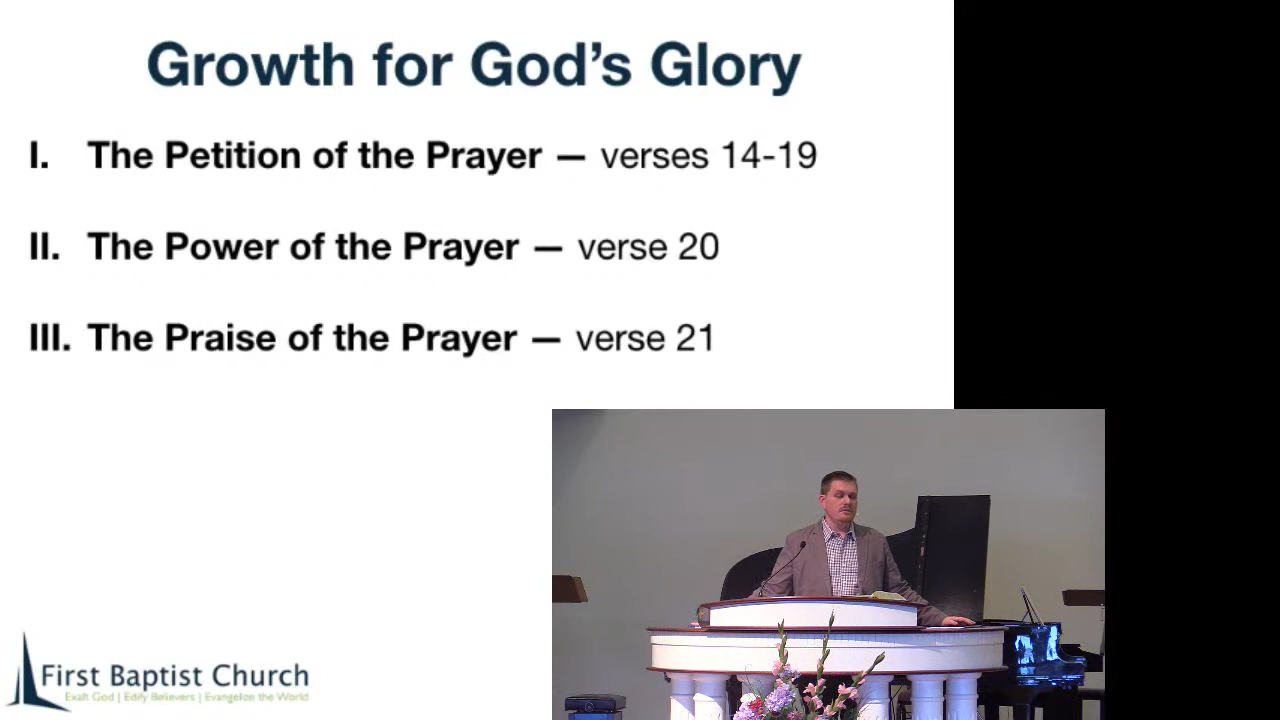 Growth for God's Glory
I. The Petition of the Prayer — verses 14-19
II. The Power of the Prayer — verse 20
III. The Praise of the Prayer — verse 21
First Baptist Church
Exalt God | Edify Believers | Evangelize the World